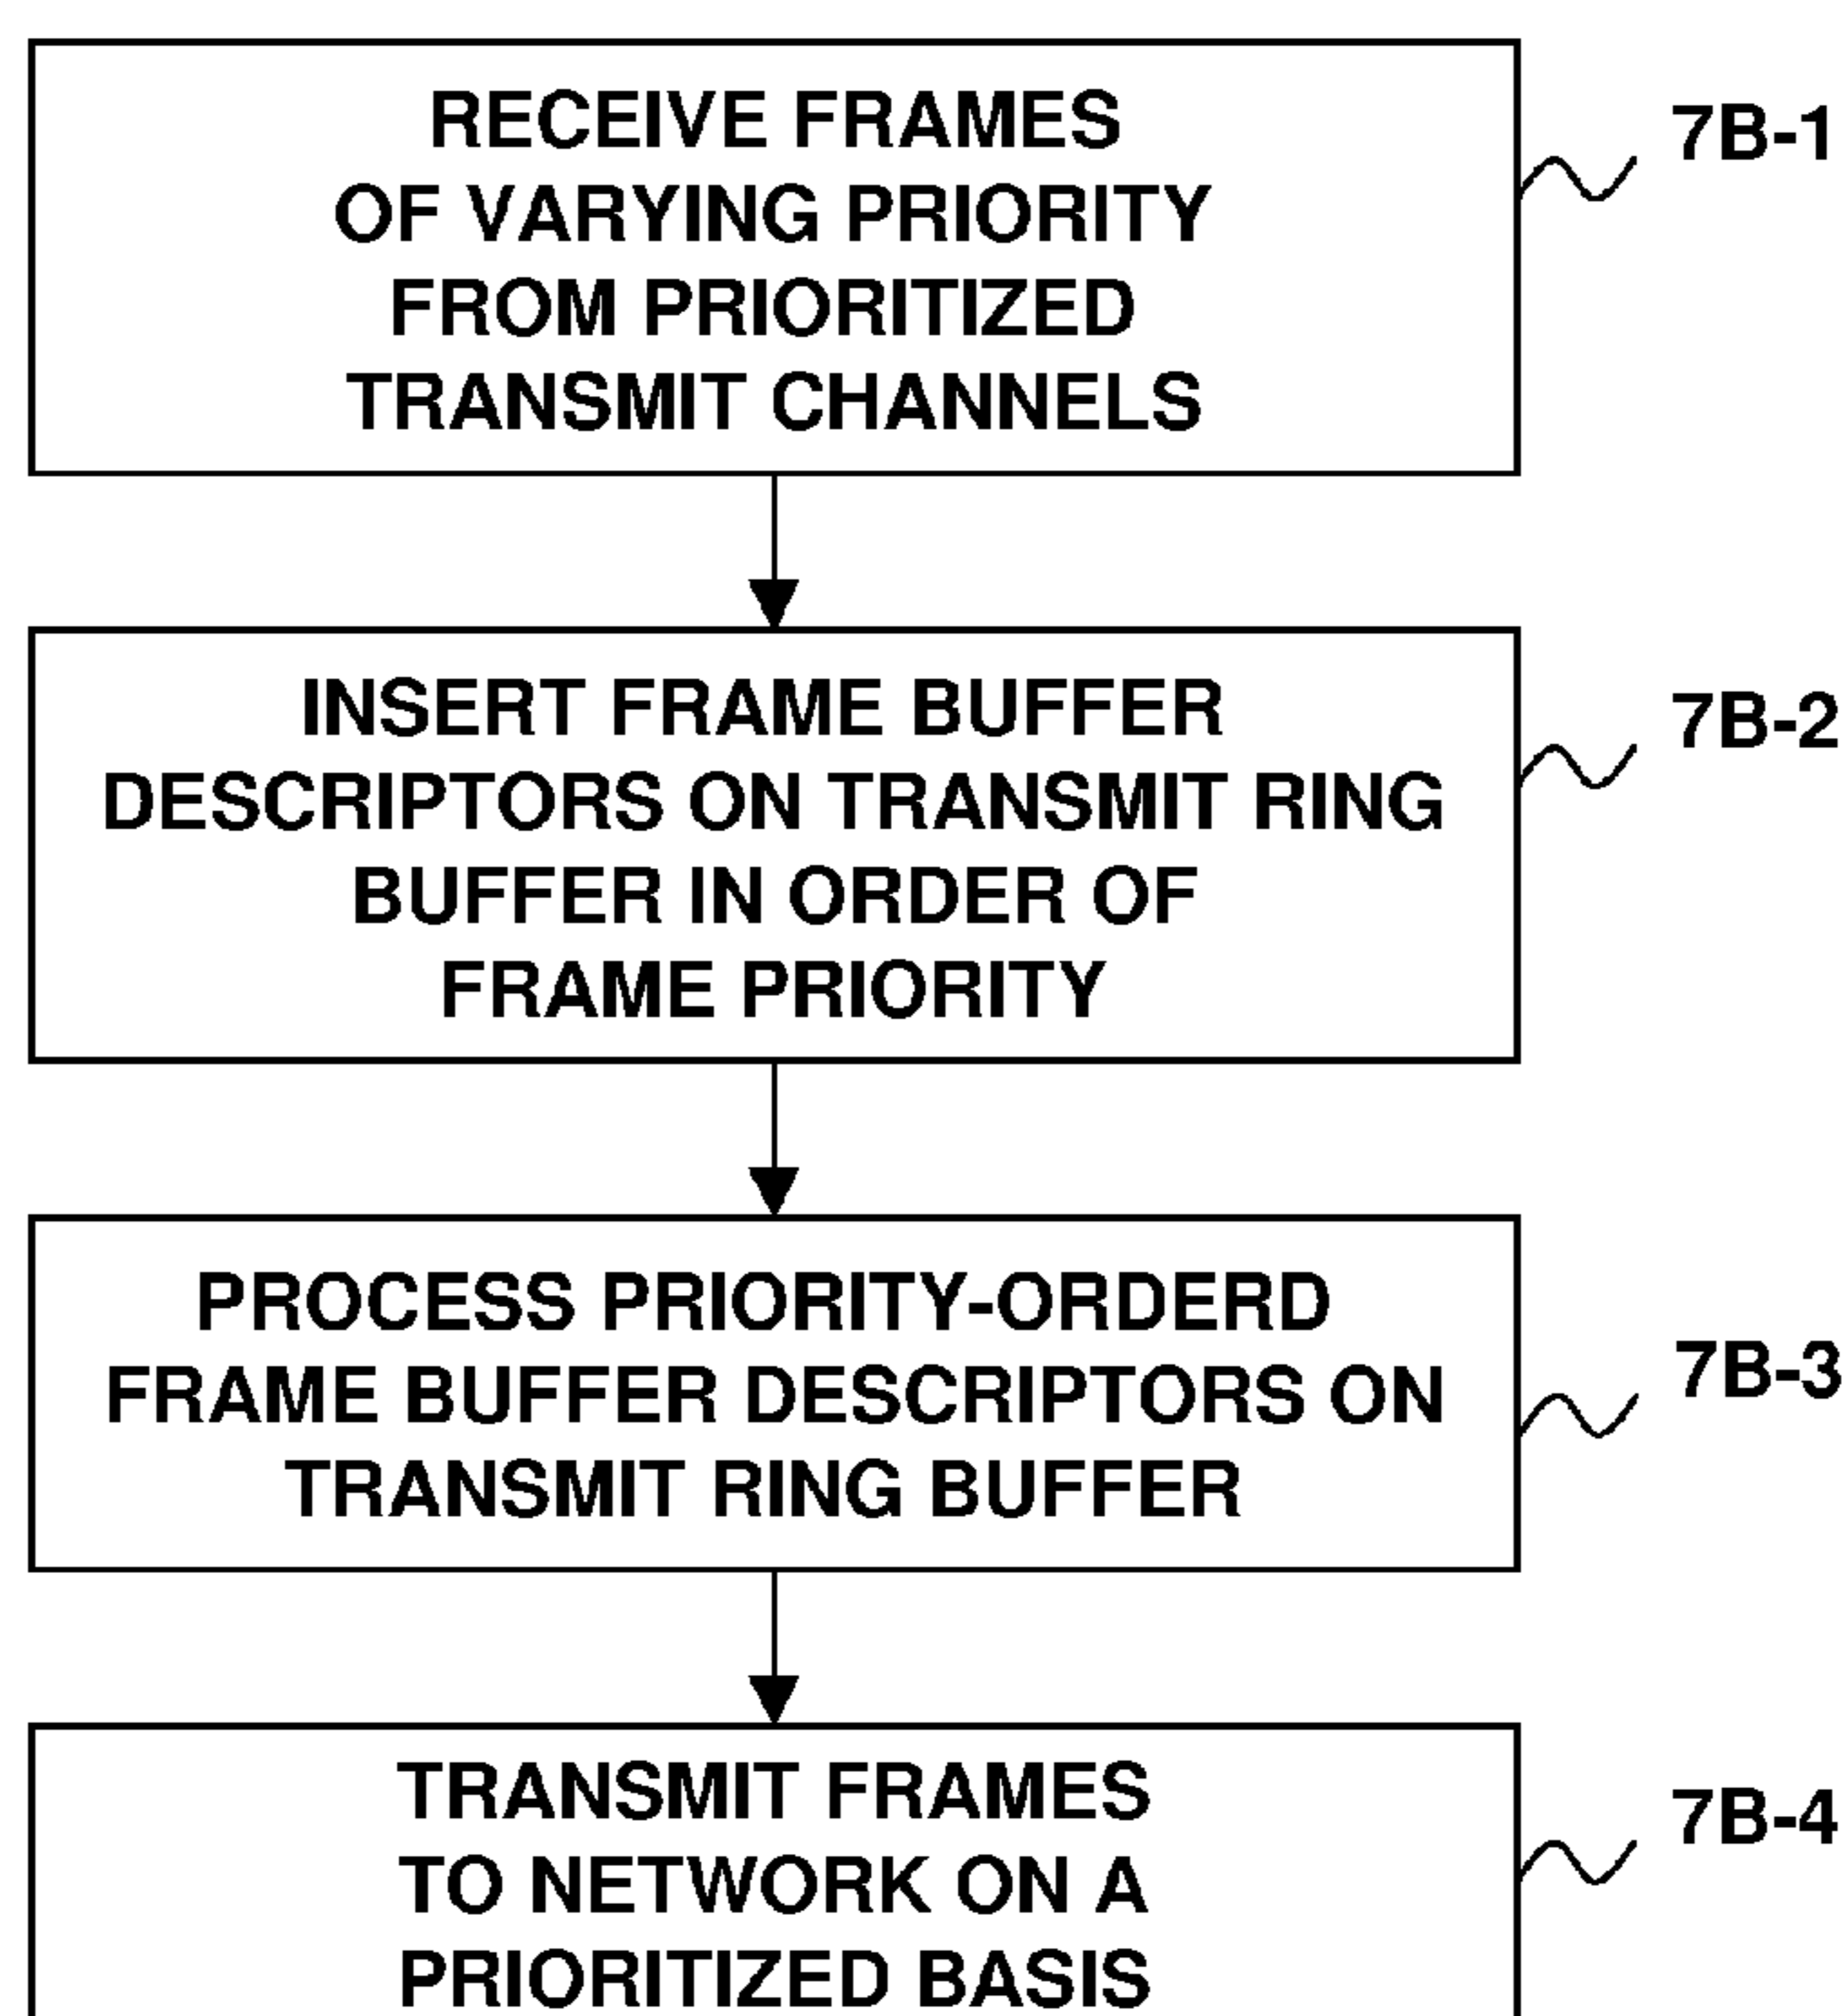 RECEIVE FRAMES
OF VARYING PRIORITY
FROM PRIORITIZED
TRANSMIT CHANNELS
7B-1
INSERT FRAME BUFFER
DESCRIPTORS ON TRANSMIT RING
BUFFER IN ORDER OF
FRAME PRIORITY
7B-2
PROCESS PRIORITY-ORDERD
FRAME BUFFER DESCRIPTORS ON
TRANSMIT RING BUFFER
7B-3
TRANSMIT FRAMES
TO NETWORK ON A
PRIORITIZED BASIS
7B-4